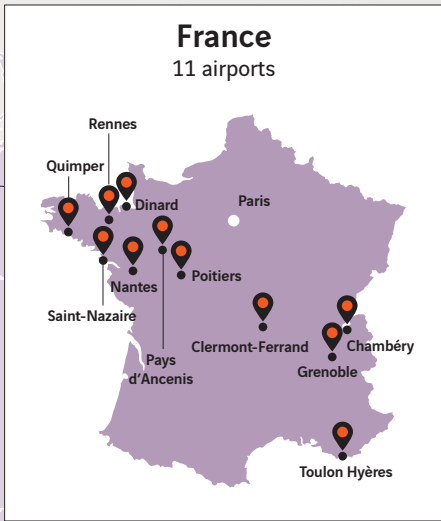 France
11 airports
Rennes
Quimper
Dinard
Paris
Nantes
Poitiers
Saint-Nazaire
Pays
d’Ancenis
Clermont-Ferrand
Chambéry
Grenoble
Toulon Hyères